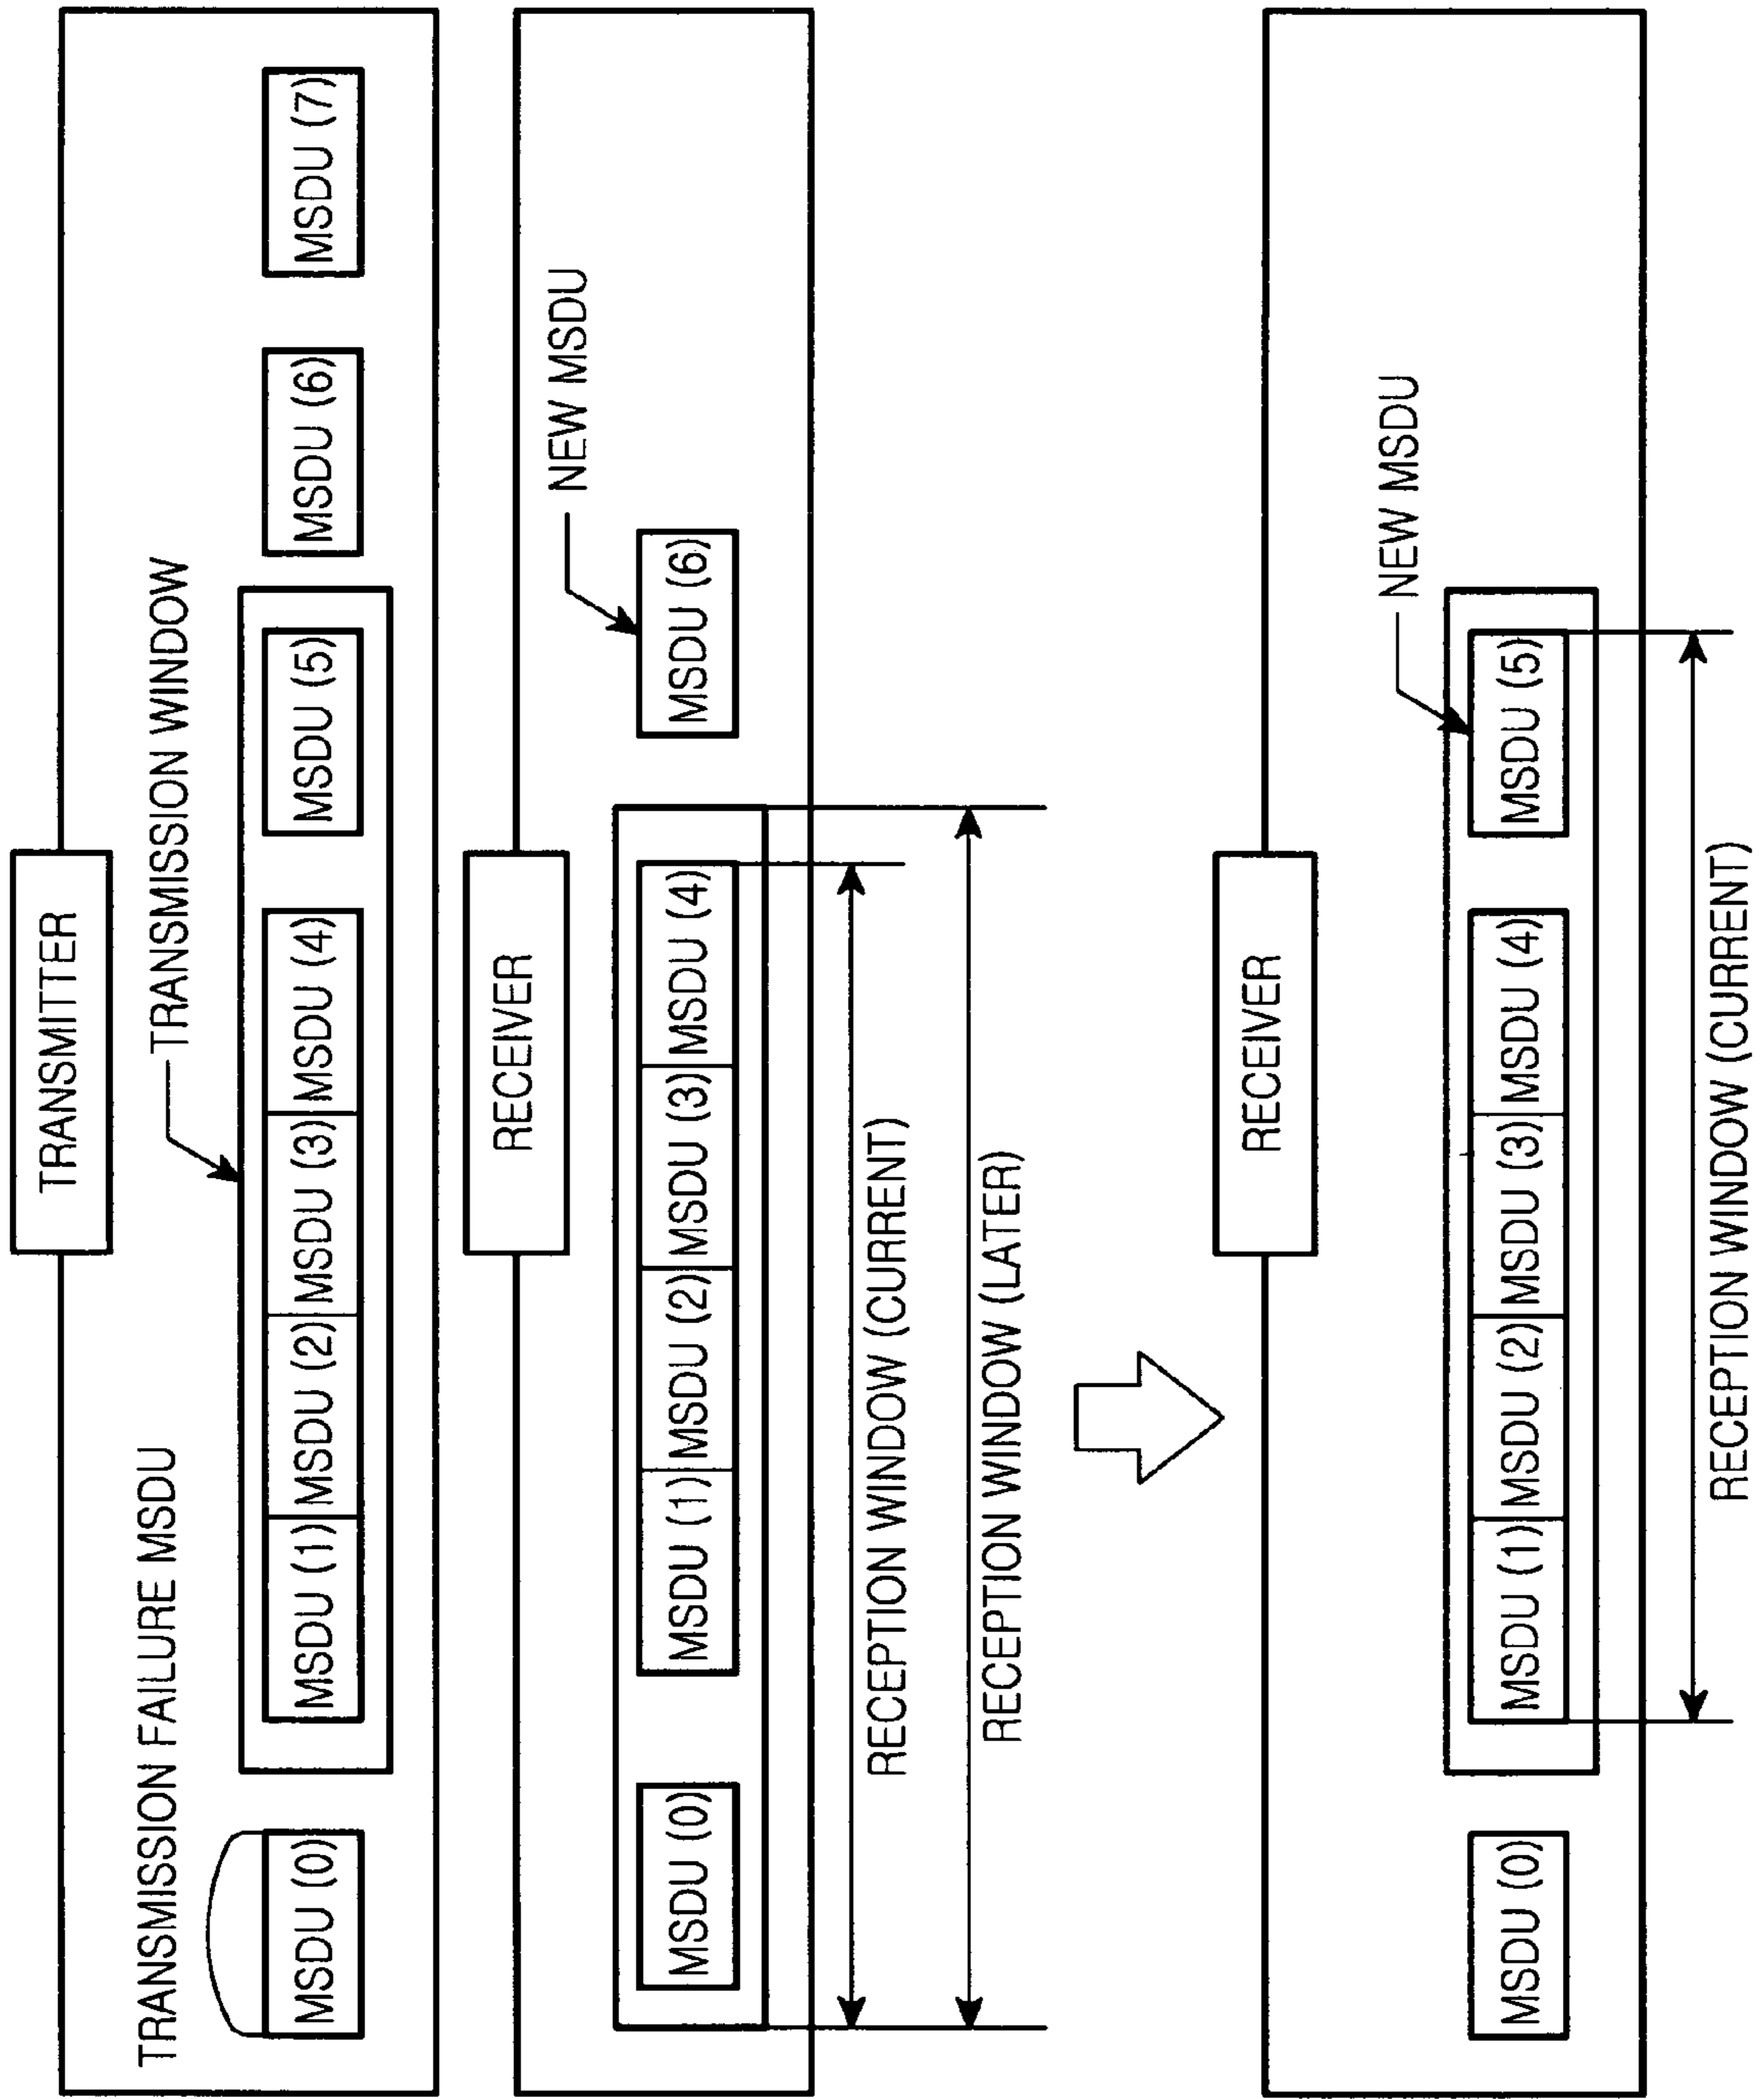 TRANSMITTER
TRANSMISSION FAILURE MSDU
TRANSMISSION WINDOW
MSDU (0) MSDU (1) MSDU (2) MSDU (3) MSDU (4) MSDU (5) MSDU (6) MSDU (7)
RECEIVER
NEW MSDU
MSDU (0) MSDU (1) MSDU (2) MSDU (3) MSDU (4) MSDU (6)
RECEPTION WINDOW (CURRENT)
RECEPTION WINDOW (LATER)
RECEIVER
NEW MSDU
MSDU (0) MSDU (1) MSDU (2) MSDU (3) MSDU (4) MSDU (5)
RECEPTION WINDOW (CURRENT)